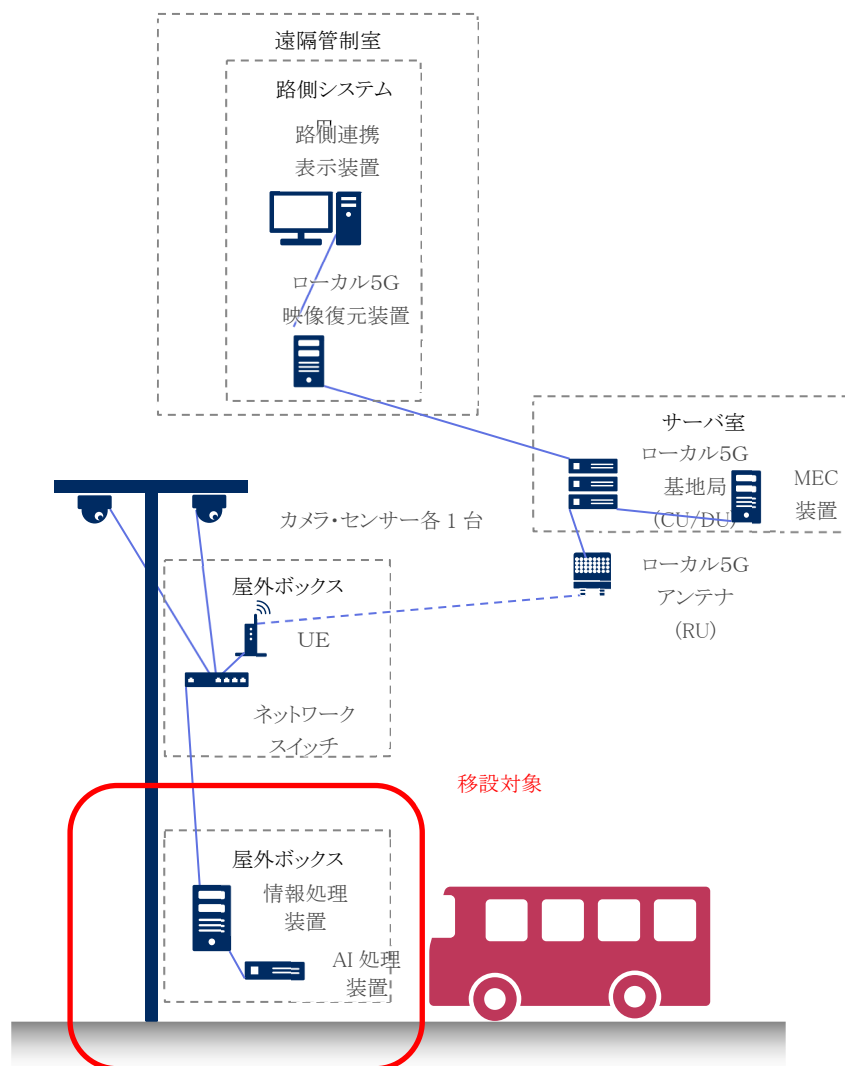 遠隔管制室
路側システム
路側連携
表示装置
ローカル5G
映像復元装置
サーバ室
ローカル5G
基地局
(CU/DU)
MEC
装置
カメラ・センサー各1台
ローカル5G
アンテナ
(RU)
屋外ボックス
UE
ネットワーク
スイッチ
移設対象
屋外ボックス
情報処理
装置
AI 処理
装置